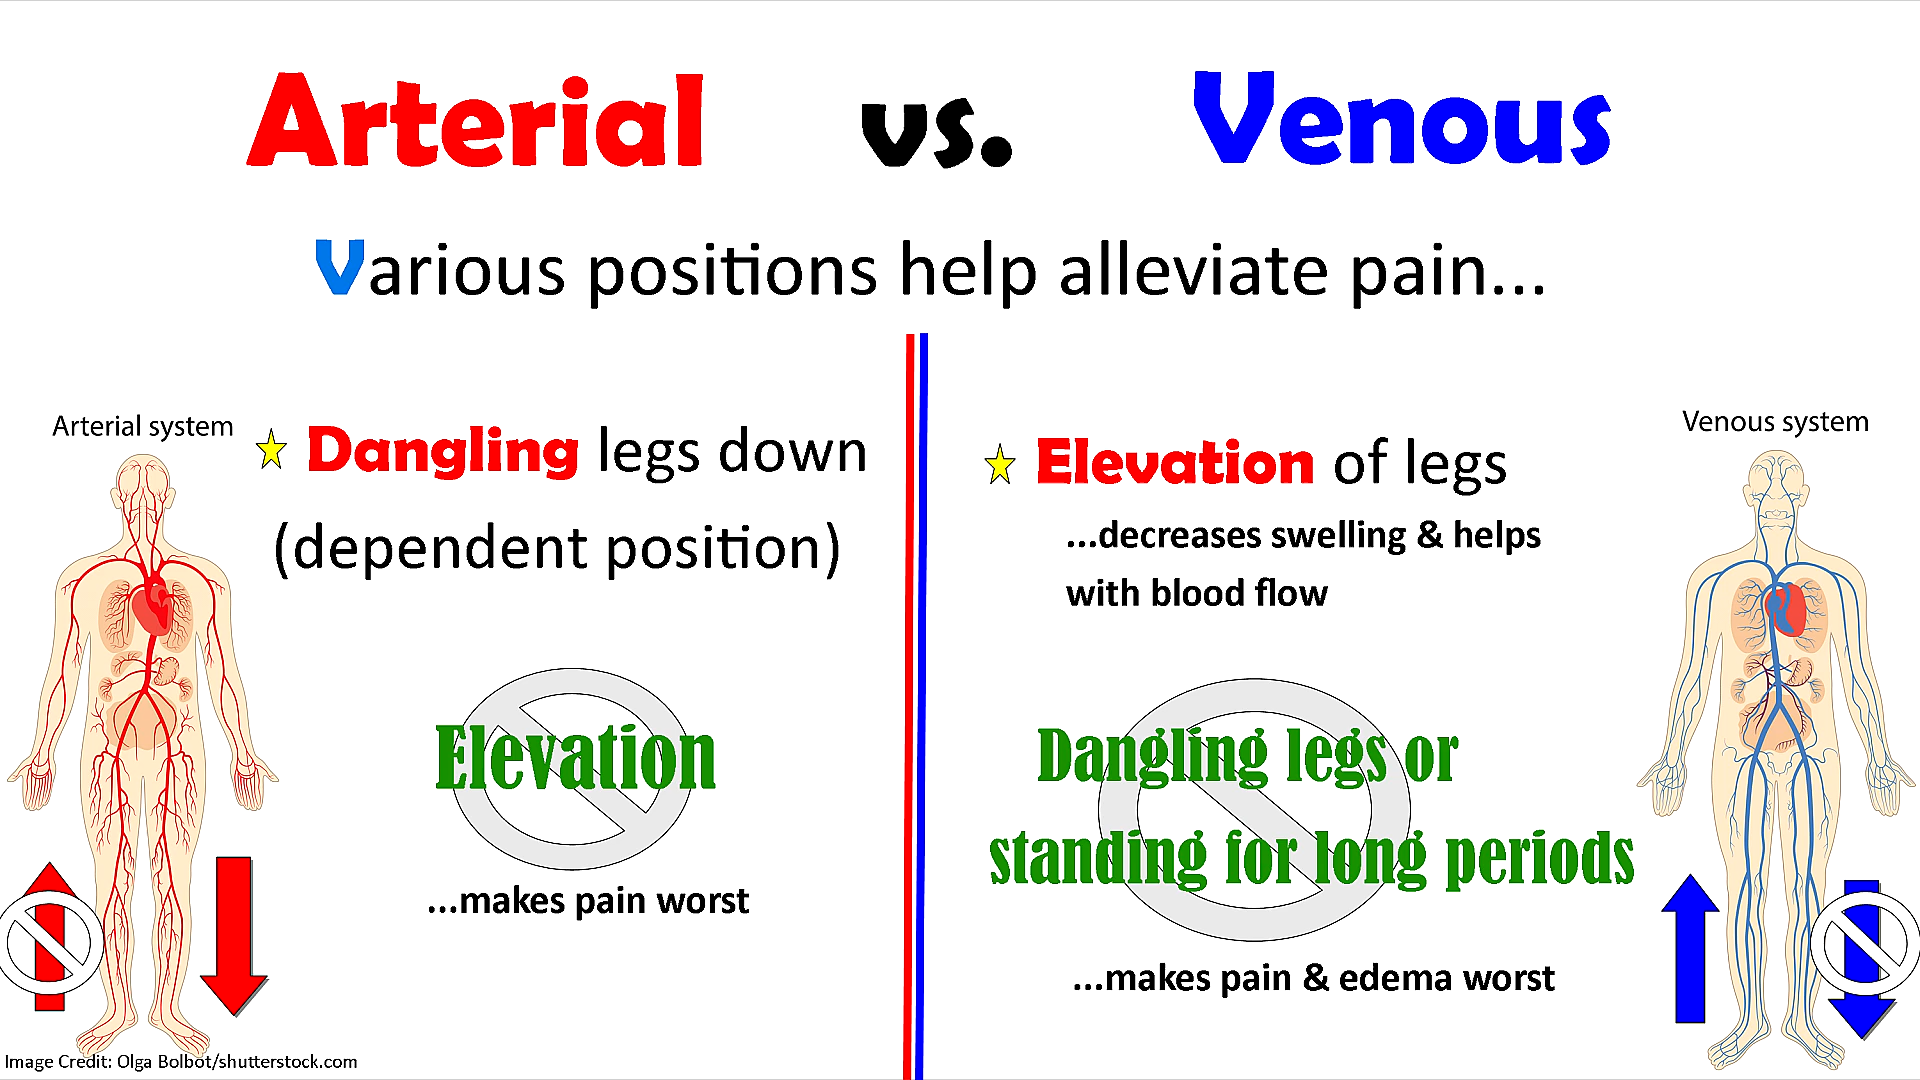 Arterial vs. Venous
Various positions help alleviate pain...
Arterial system
Dangling legs down
(dependent position)
Elevation
...makes pain worst
Venous system
Elevation of legs
...decreases swelling & helps
with blood flow
Dangling legs or
standing for long periods
...makes pain & edema worst
Image Credit: Olga Bolbot/shutterstock.com